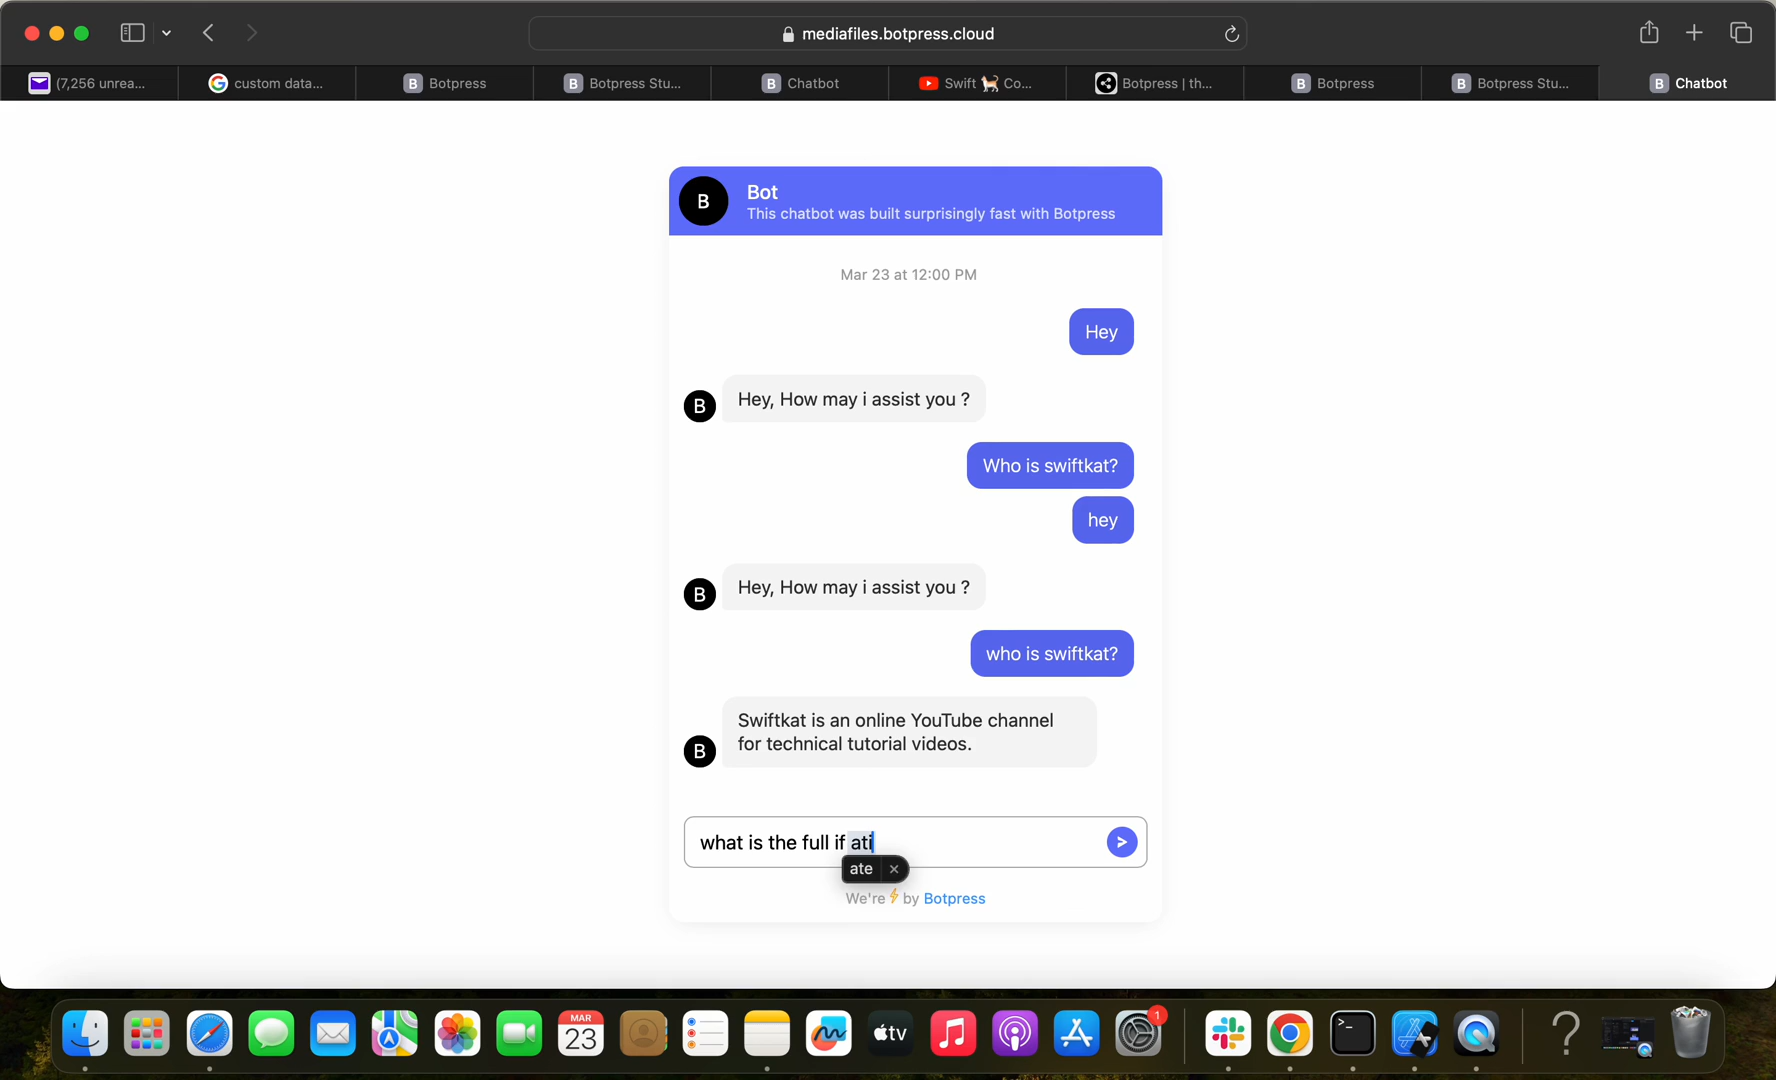 mediafiles.botpress.cloud
(7,256 unrea...
custom data...
B Botpress
B Botpress Stu...
B Chatbot
Swift 🐈 Co...
Botpress | th...
B Botpress
B Botpress Stu...
B Chatbot
B
Bot
This chatbot was built surprisingly fast with Botpress
Mar 23 at 12:00 PM
Hey
B
Hey, How may i assist you ?
Who is swiftkat?
hey
B
Hey, How may i assist you ?
who is swiftkat?
Swiftkat is an online YouTube channel
for technical tutorial videos.
B
what is the full if ati
ate ×
We're ⚡ by Botpress
MAR
23
tv
1
>_
?